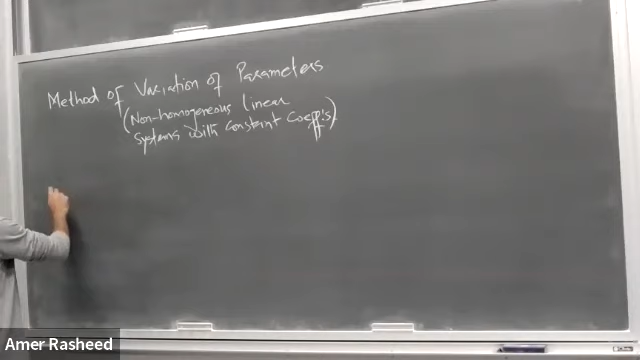 Method of Variation of Parameters
(Non-homogeneous linear
Systems with Constant Coeff's).
Amer Rasheed